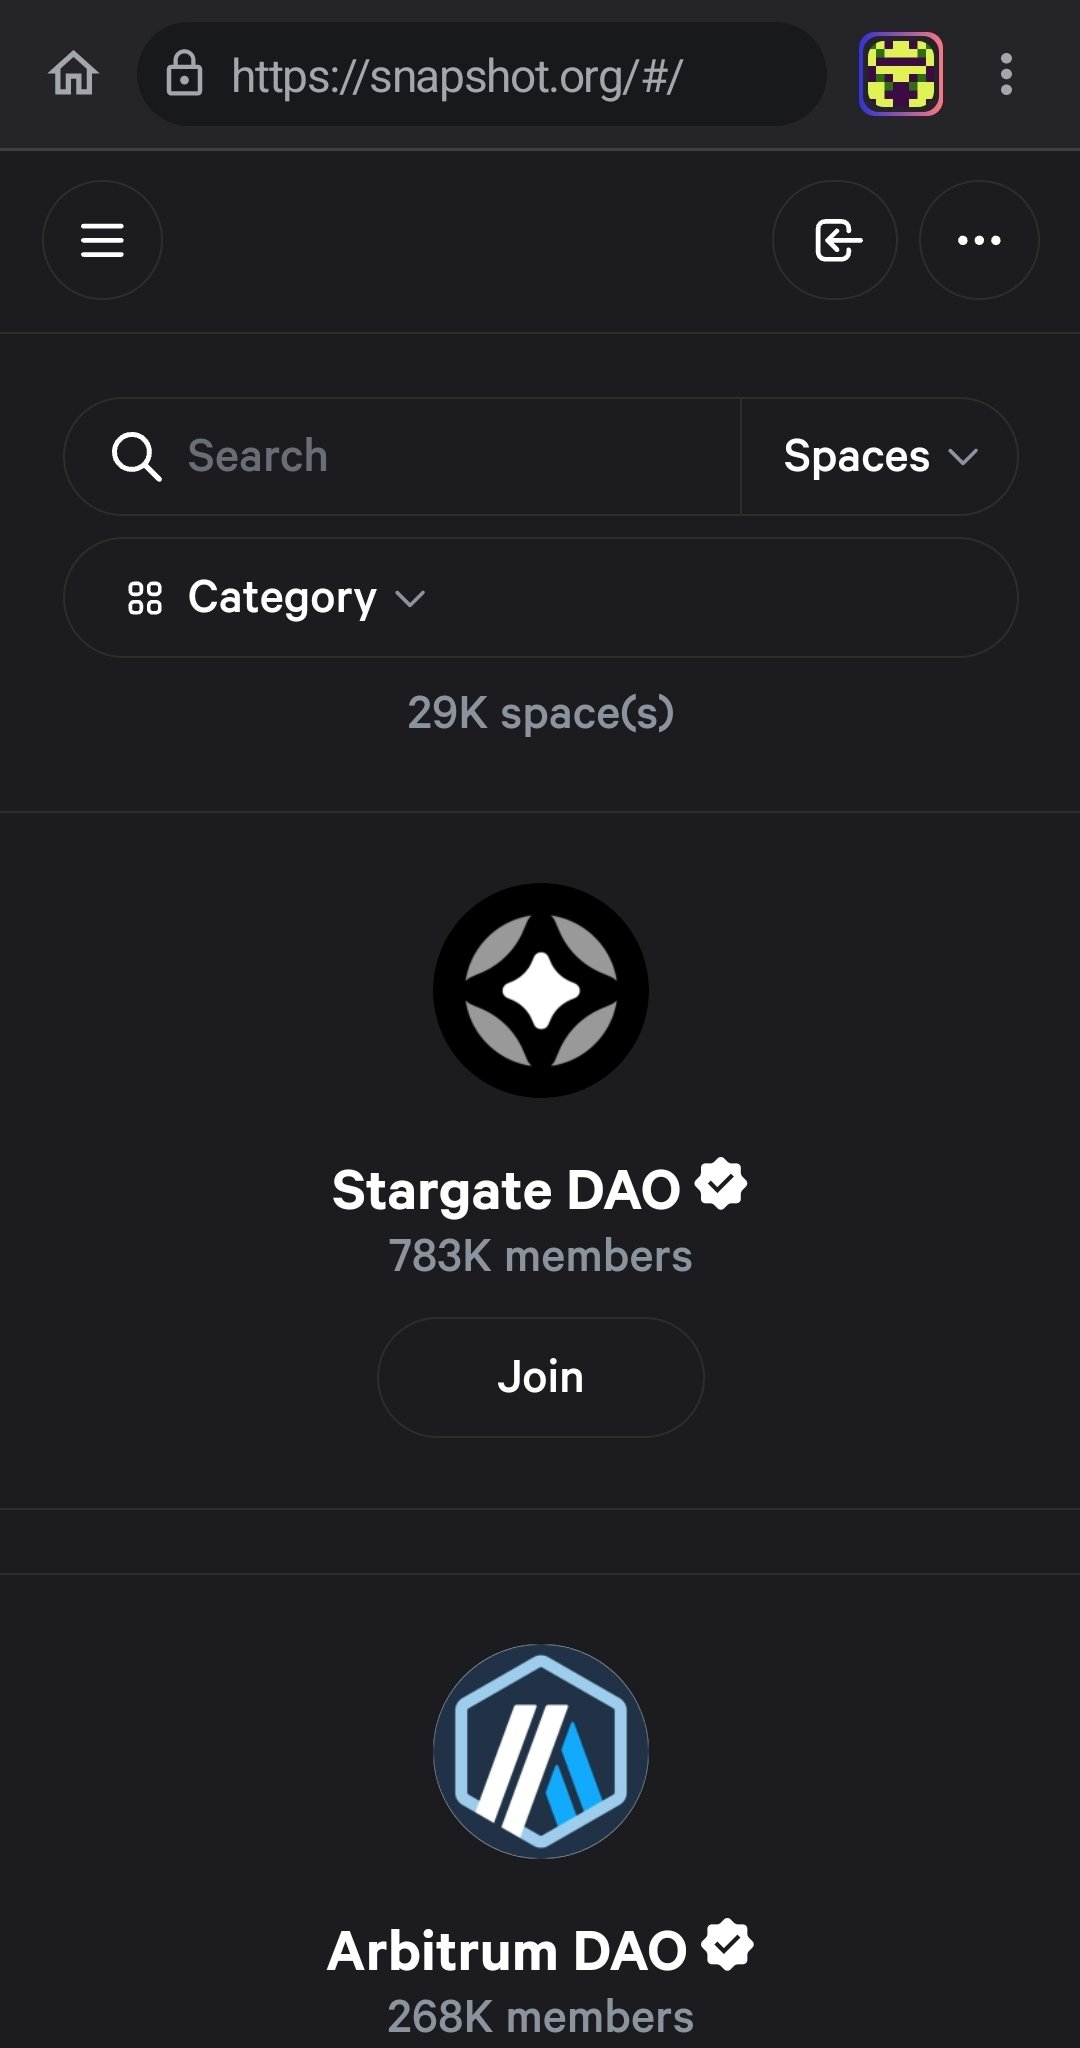 https://snapshot.org/#/
Search
Spaces
Category
29K space(s)
Stargate DAO
783K members
Join
Arbitrum DAO
268K members